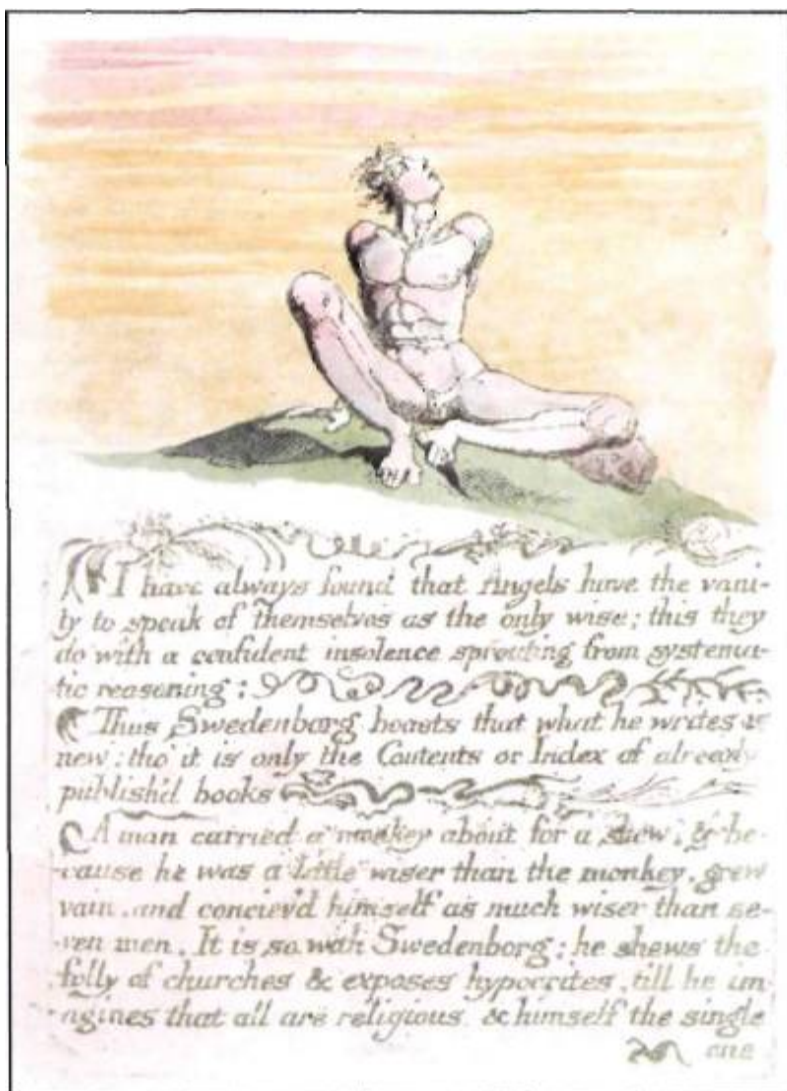 I have always found that Angels have the vani-
ty to speak of themselves as the only wise; this they
do with a confident insolence sprouting from systema-
tic reasoning:
Thus Swedenborg boasts that what he writes is
new; tho' it is only the Contents or Index of already
publish'd books
A man carried a monkey about for a shew, & be-
cause he was a little wiser than the monkey, grew
vain, and conciev'd himself as much wiser than se-
ven men. It is so with Swedenborg: he shews the
folly of churches & exposes hypocrites, till he im-
agines that all are religious, & himself the single
one